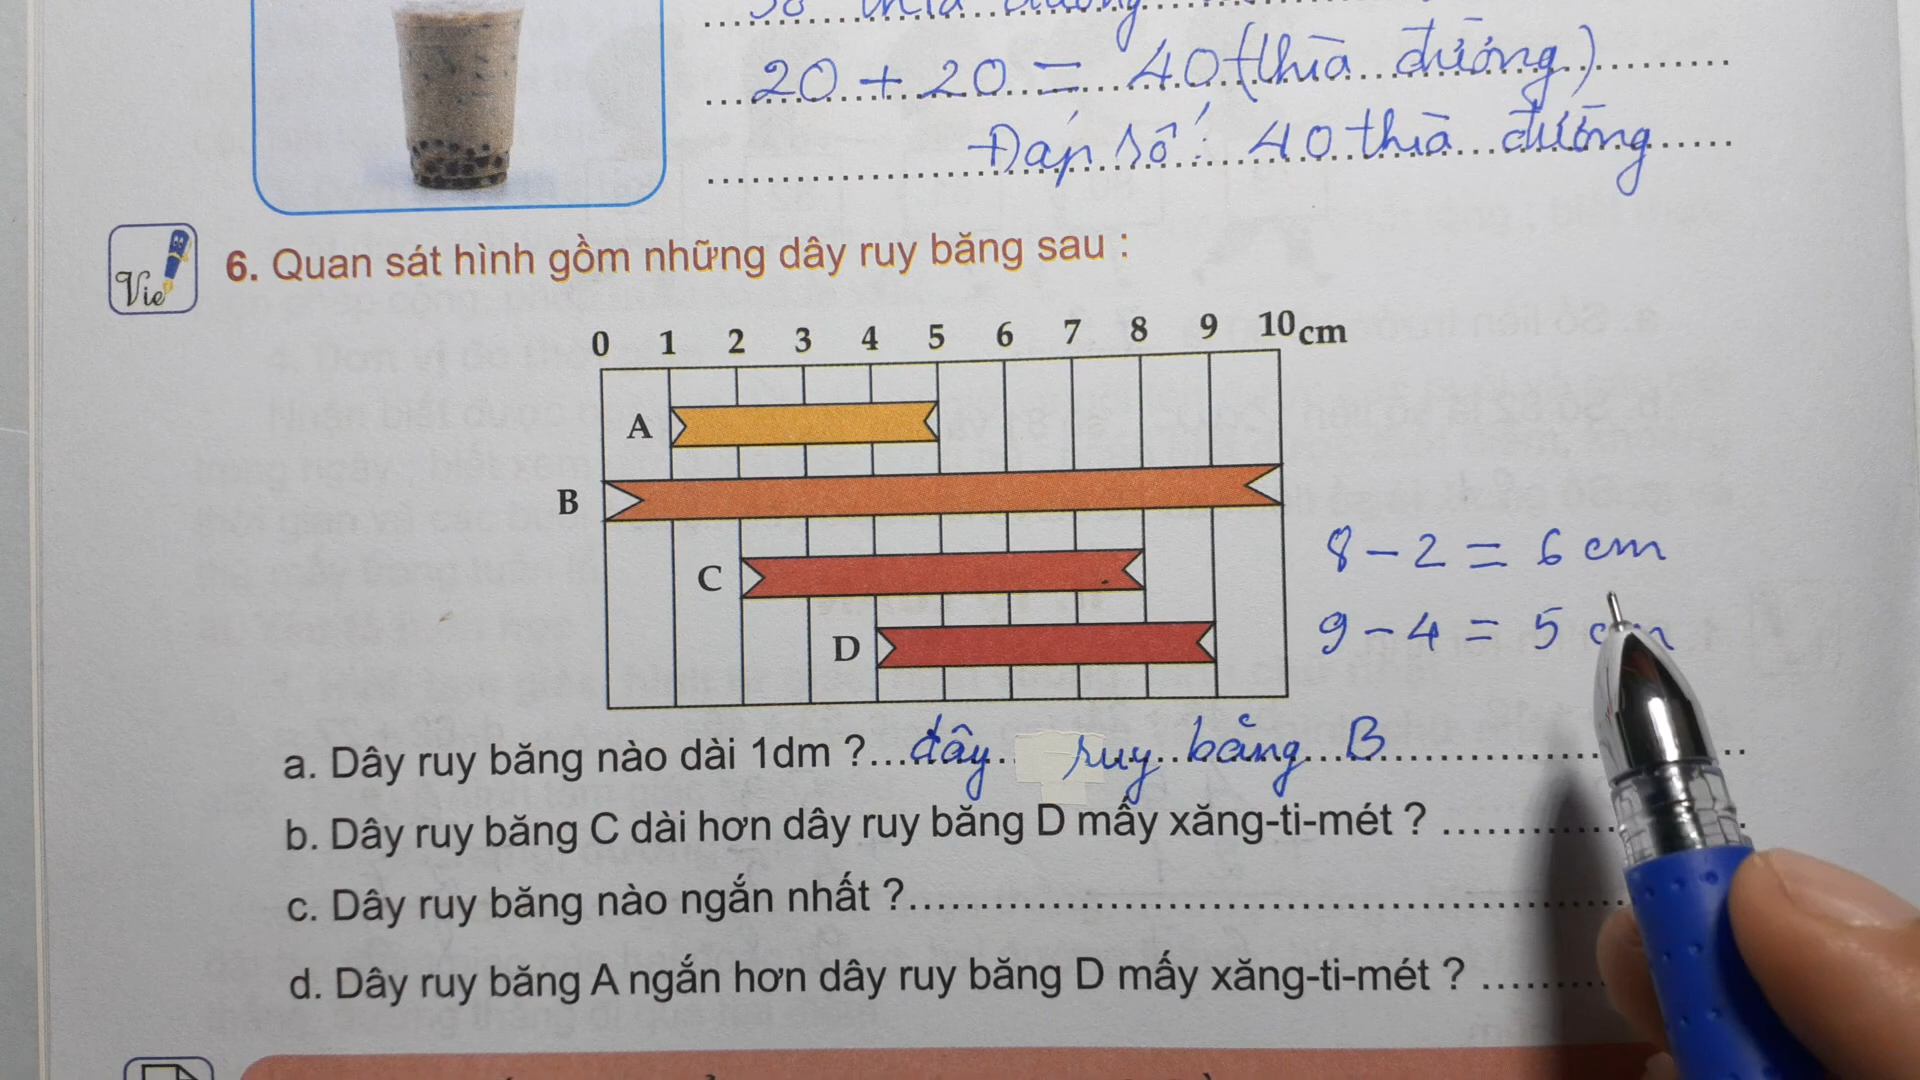 20 + 20 = 40 (thìa đường)
Đáp số: 40 thìa đường
Vie
6. Quan sát hình gồm những dây ruy băng sau :
0 1 2 3 4 5 6 7 8 9 10 cm
A
B
C
D
8 - 2 = 6 cm
9 - 4 = 5 cm
a. Dây ruy băng nào dài 1dm ?... dây ruy băng B
b. Dây ruy băng C dài hơn dây ruy băng D mấy xăng-ti-mét ?
c. Dây ruy băng nào ngắn nhất ?
d. Dây ruy băng A ngắn hơn dây ruy băng D mấy xăng-ti-mét ?